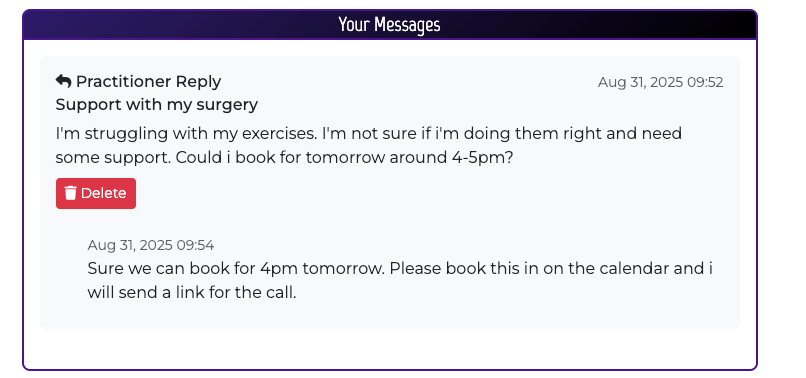 Your Messages
Practitioner Reply
Aug 31, 2025 09:52
Support with my surgery
I'm struggling with my exercises. I'm not sure if i'm doing them right and need
some support. Could i book for tomorrow around 4-5pm?
Delete
Aug 31, 2025 09:54
Sure we can book for 4pm tomorrow. Please book this in on the calendar and i
will send a link for the call.